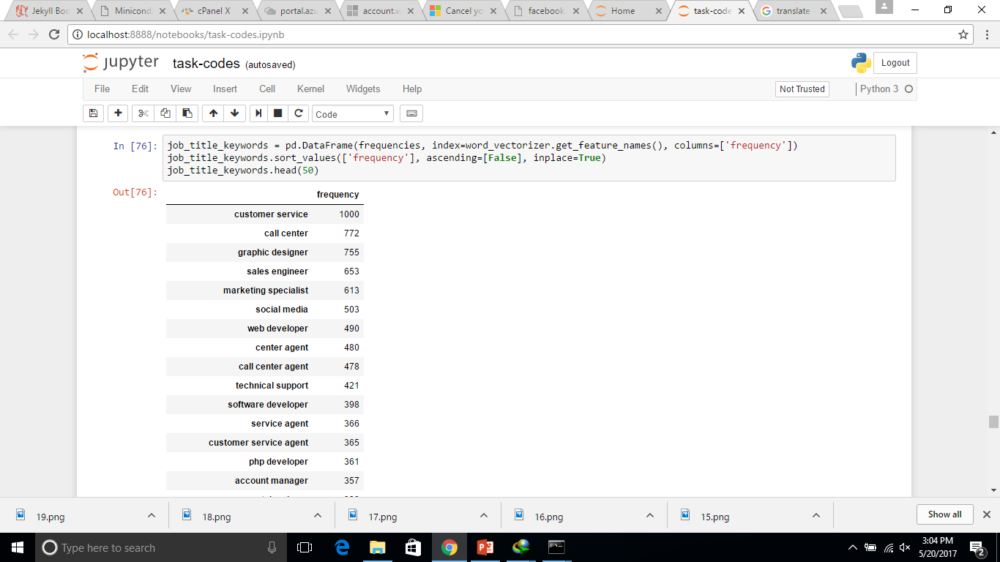 Jekyll Boo
Minicond
cPanel X
portal.azu
account.w
Cancel yo
facebook.
Home
task-code
translate
localhost:8888/notebooks/task-codes.ipynb
jupyter task-codes (autosaved)
Logout
File Edit View Insert Cell Kernel Widgets Help
Not Trusted
Python 3
Code
In [76]: job_title_keywords = pd.DataFrame(frequencies, index=word_vectorizer.get_feature_names(), columns=['frequency'])
job_title_keywords.sort_values(['frequency'], ascending=[False], inplace=True)
job_title_keywords.head(50)
Out[76]:
frequency
customer service 1000
call center 772
graphic designer 755
sales engineer 653
marketing specialist 613
social media 503
web developer 490
center agent 480
call center agent 478
technical support 421
software developer 398
service agent 366
customer service agent 365
php developer 361
account manager 357
19.png
18.png
17.png
16.png
15.png
Show all
Type here to search
3:04 PM
5/20/2017
2